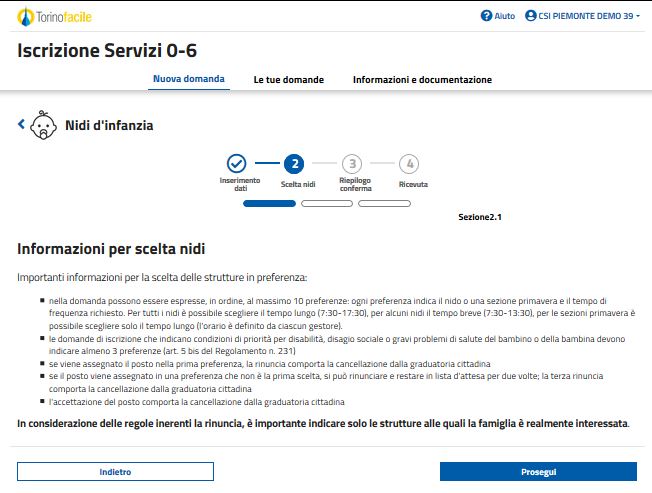 Torinofacile
Aiuto
CSI PIEMONTE DEMO 39
Iscrizione Servizi 0-6
Nuova domanda
Le tue domande
Informazioni e documentazione
Nidi d'infanzia
2
3
4
Inserimento
dati
Scelta nidi
Riepilogo
conferma
Ricevuta
Sezione2.1
Informazioni per scelta nidi
Importanti informazioni per la scelta delle strutture in preferenza:
nella domanda possono essere espresse, in ordine, al massimo 10 preferenze: ogni preferenza indica il nido o una sezione primavera e il tempo di
frequenza richiesto. Per tutti i nidi è possibile scegliere il tempo lungo (7:30-17:30), per alcuni nidi il tempo breve (7:30-13:30), per le sezioni primavera è
possibile scegliere solo il tempo lungo (l'orario è definito da ciascun gestore).
le domande di iscrizione che indicano condizioni di priorità per disabilità, disagio sociale o gravi problemi di salute del bambino o della bambina devono
indicare almeno 3 preferenze (art. 5 bis del Regolamento n. 231)
se viene assegnato il posto nella prima preferenza, la rinuncia comporta la cancellazione dalla graduatoria cittadina
se il posto viene assegnato in una preferenza che non è la prima scelta, si può rinunciare e restare in lista d'attesa per due volte; la terza rinuncia
comporta la cancellazione dalla graduatoria cittadina
l'accettazione del posto comporta la cancellazione dalla graduatoria cittadina
In considerazione delle regole inerenti la rinuncia, è importante indicare solo le strutture alle quali la famiglia è realmente interessata.
Indietro
Prosegui